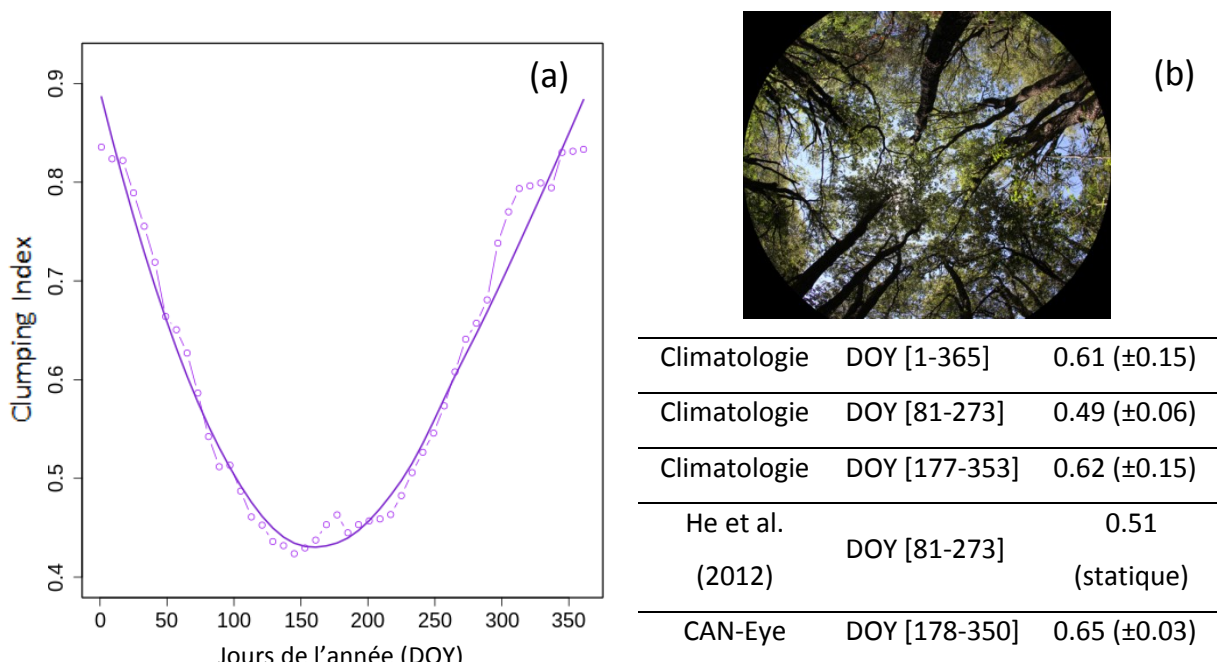 (a)
0.9
0.8
0.7
0.6
0.5
0.4
Clumping Index
0 50 100 150 200 250 300 350
Jours de l'année (DOY)
(b)
Climatologie DOY [1-365] 0.61 (±0.15)
Climatologie DOY [81-273] 0.49 (±0.06)
Climatologie DOY [177-353] 0.62 (±0.15)
He et al.
(2012)
DOY [81-273]
0.51
(statique)
CAN-Eye DOY [178-350] 0.65 (±0.03)